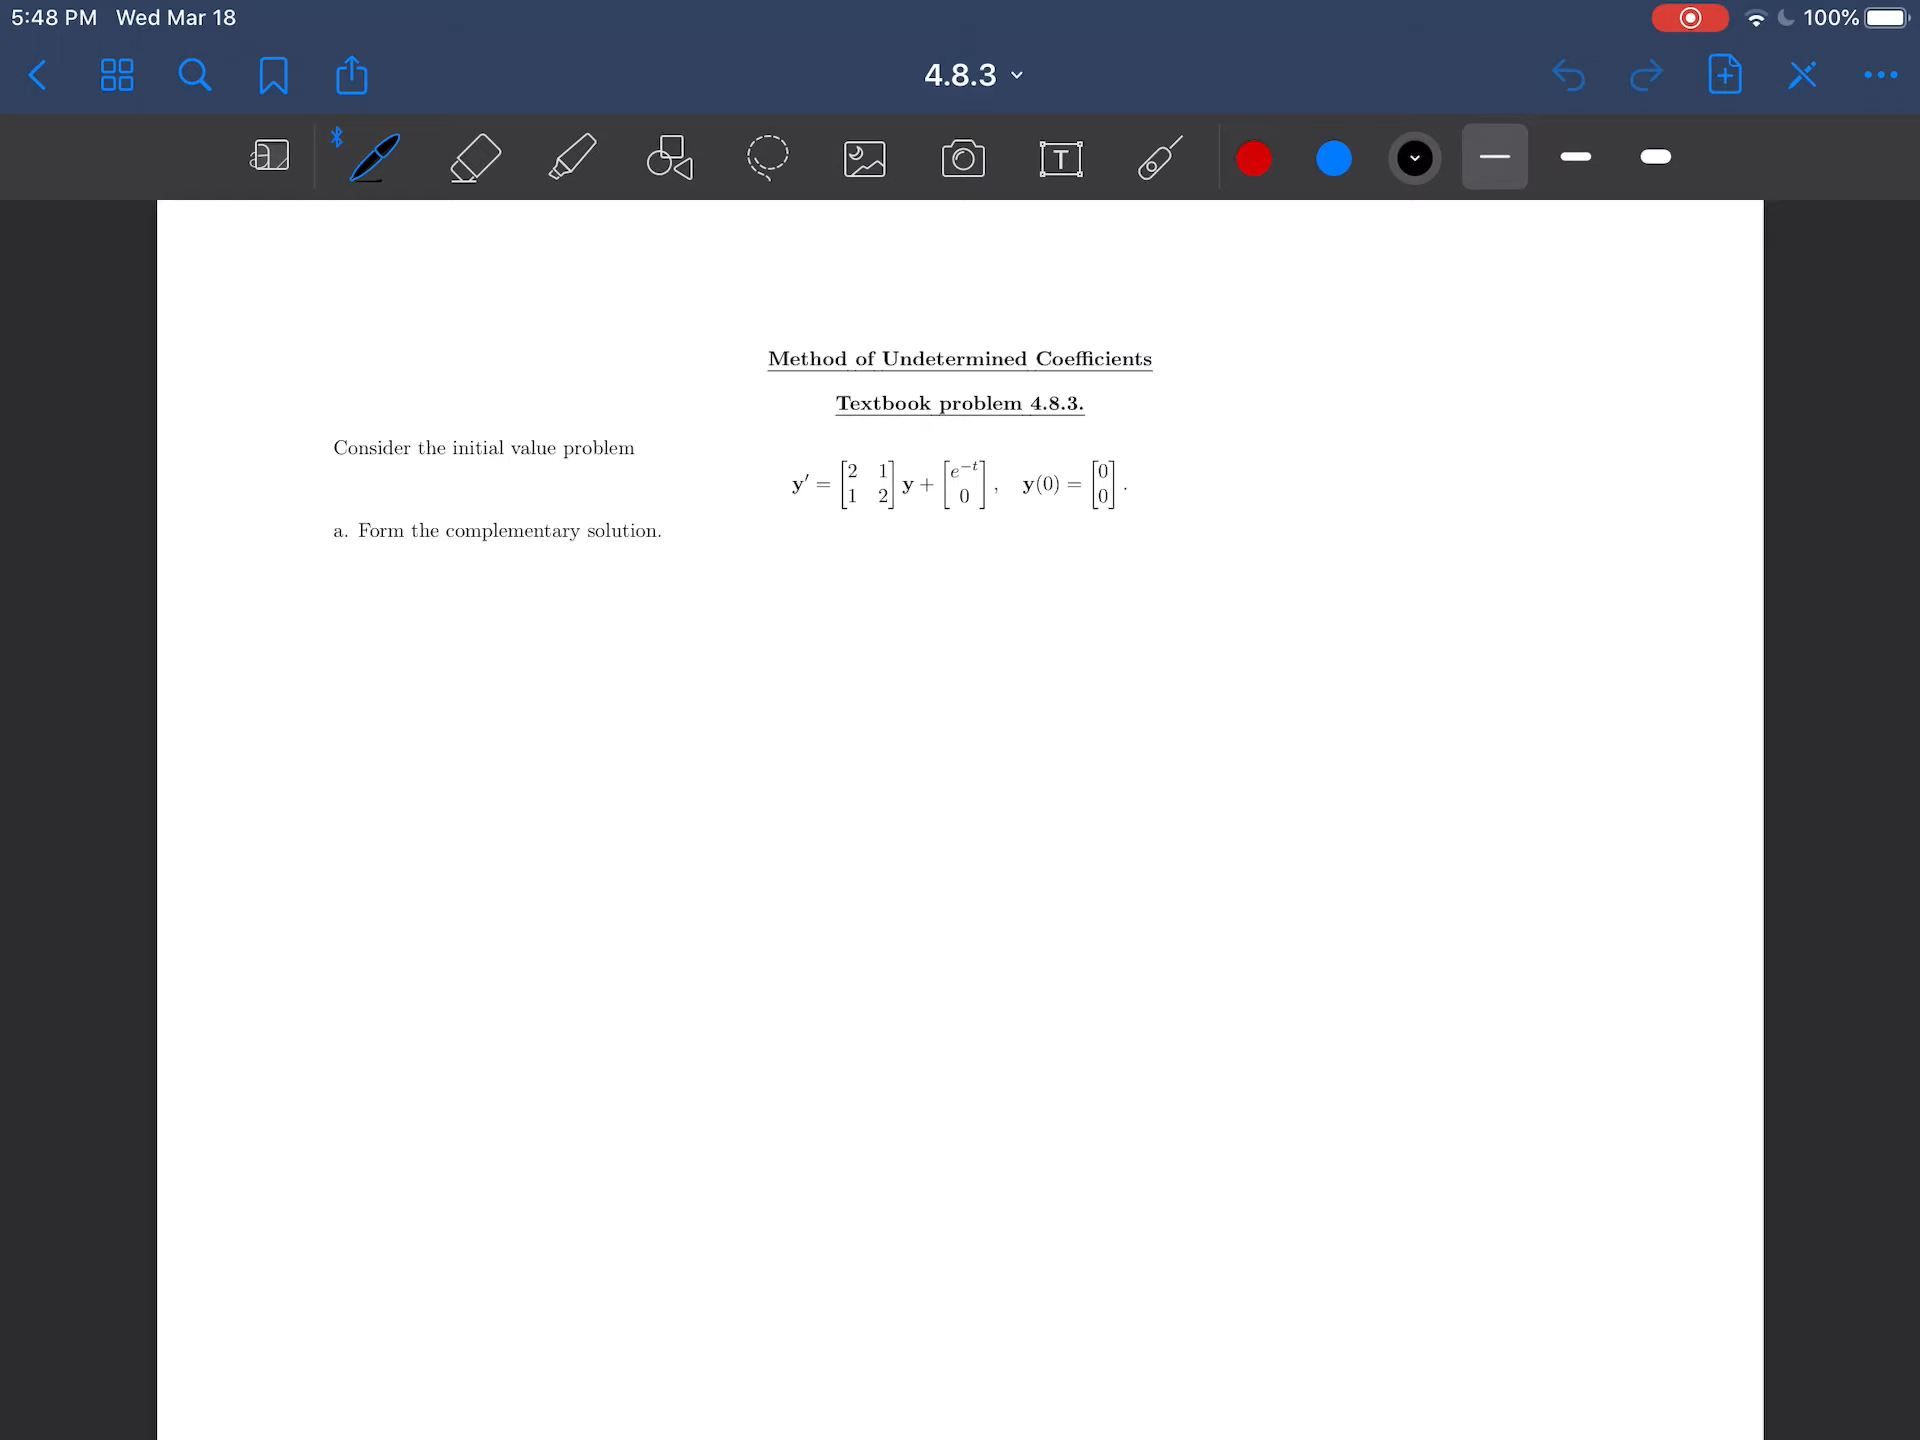 5:48 PM Wed Mar 18
100%
4.8.3
T
Method of Undetermined Coefficients
Textbook problem 4.8.3.
Consider the initial value problem
y′ = [2 1; 1 2] y + [e^{−t}; 0], y(0) = [0; 0].
a. Form the complementary solution.